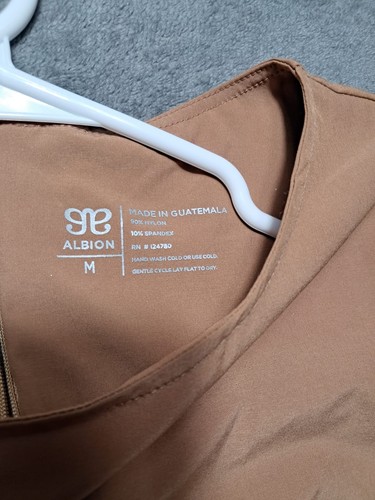 ALBION
M
MADE IN GUATEMALA
90% NYLON
10% SPANDEX
RN # 124780
HAND WASH COLD OR USE COLD.
GENTLE CYCLE LAY FLAT TO DRY.